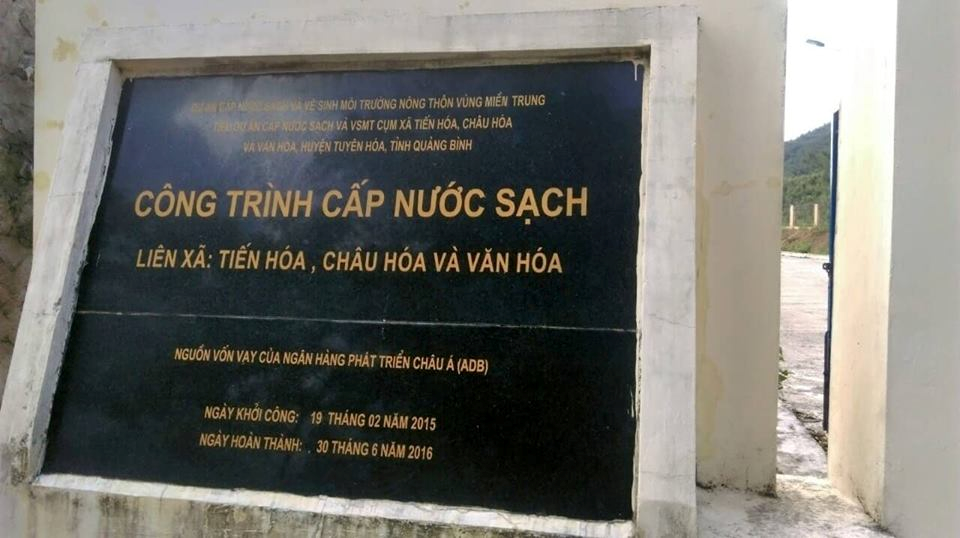 DỰ ÁN CẤP NƯỚC SẠCH VÀ VỆ SINH MÔI TRƯỜNG NÔNG THÔN VÙNG MIỀN TRUNG
TIỂU DỰ ÁN CẤP NƯỚC SẠCH VÀ VSMT CỤM XÃ TIẾN HÓA, CHÂU HÓA
VÀ VĂN HÓA, HUYỆN TUYÊN HÓA, TỈNH QUẢNG BÌNH
CÔNG TRÌNH CẤP NƯỚC SẠCH
LIÊN XÃ: TIẾN HÓA , CHÂU HÓA VÀ VĂN HÓA
NGUỒN VỐN VAY CỦA NGÂN HÀNG PHÁT TRIỂN CHÂU Á (ADB)
NGÀY KHỞI CÔNG: 19 THÁNG 02 NĂM 2015
NGÀY HOÀN THÀNH: 30 THÁNG 6 NĂM 2016